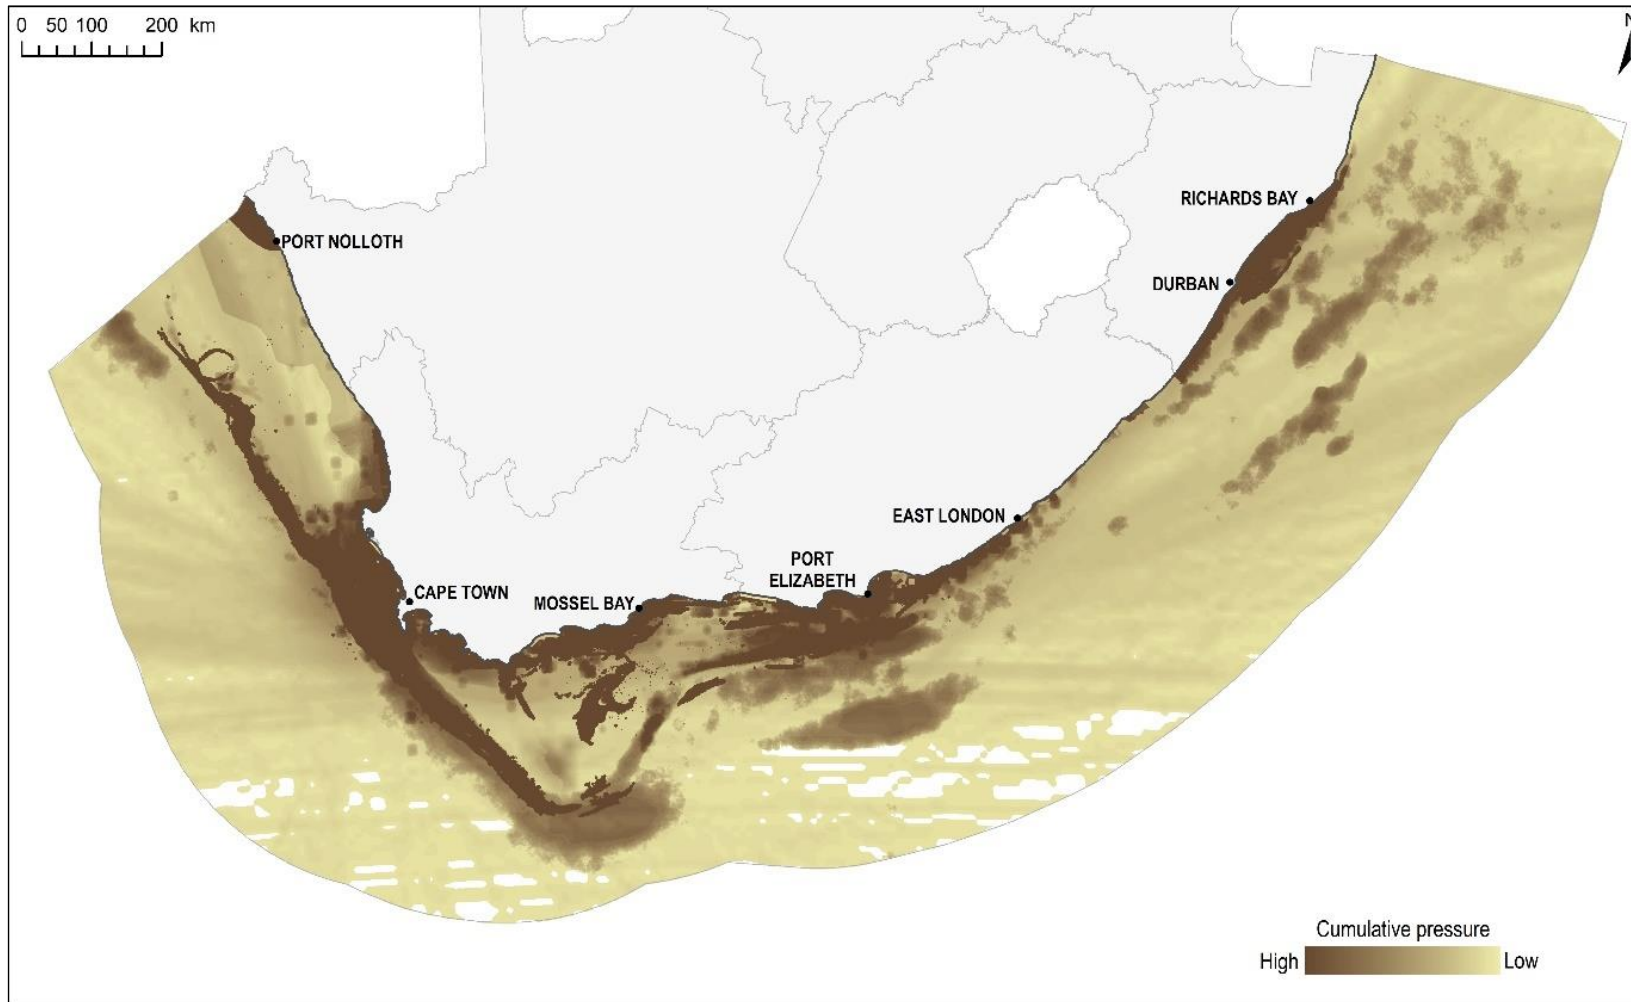 0 50 100 200 km
N
RICHARDS BAY
PORT NOLLOTH
DURBAN
EAST LONDON
PORT
ELIZABETH
CAPE TOWN
MOSSEL BAY
Cumulative pressure
High Low